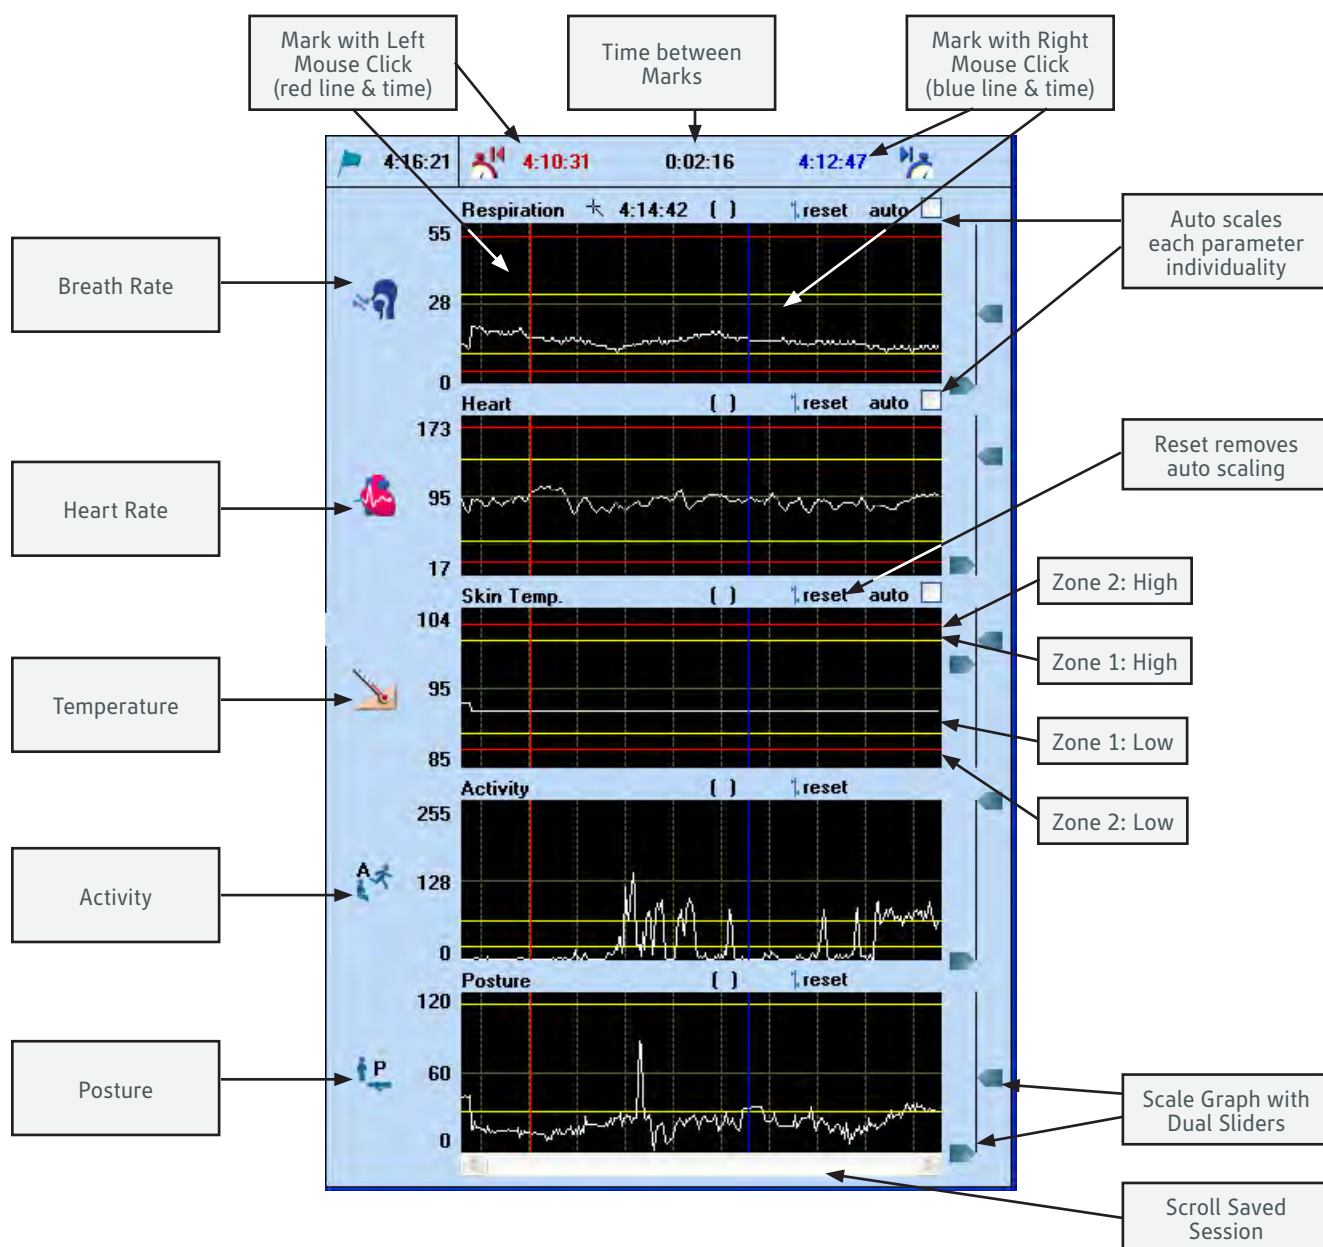 Mark with Left
Mouse Click
(red line & time)
Time between
Marks
Mark with Right
Mouse Click
(blue line & time)
4:16:21
4:10:31
0:02:16
4:12:47
Respiration
4:14:42
( )
reset
auto
55
28
0
Auto scales
each parameter
individuality
Breath Rate
Heart
( )
reset
auto
173
95
17
Reset removes
auto scaling
Heart Rate
Skin Temp.
( )
reset
auto
104
95
85
Zone 2: High
Zone 1: High
Zone 1: Low
Zone 2: Low
Temperature
Activity
( )
reset
255
128
0
A
Activity
Posture
( )
reset
120
60
0
P
Posture
Scale Graph with
Dual Sliders
Scroll Saved
Session